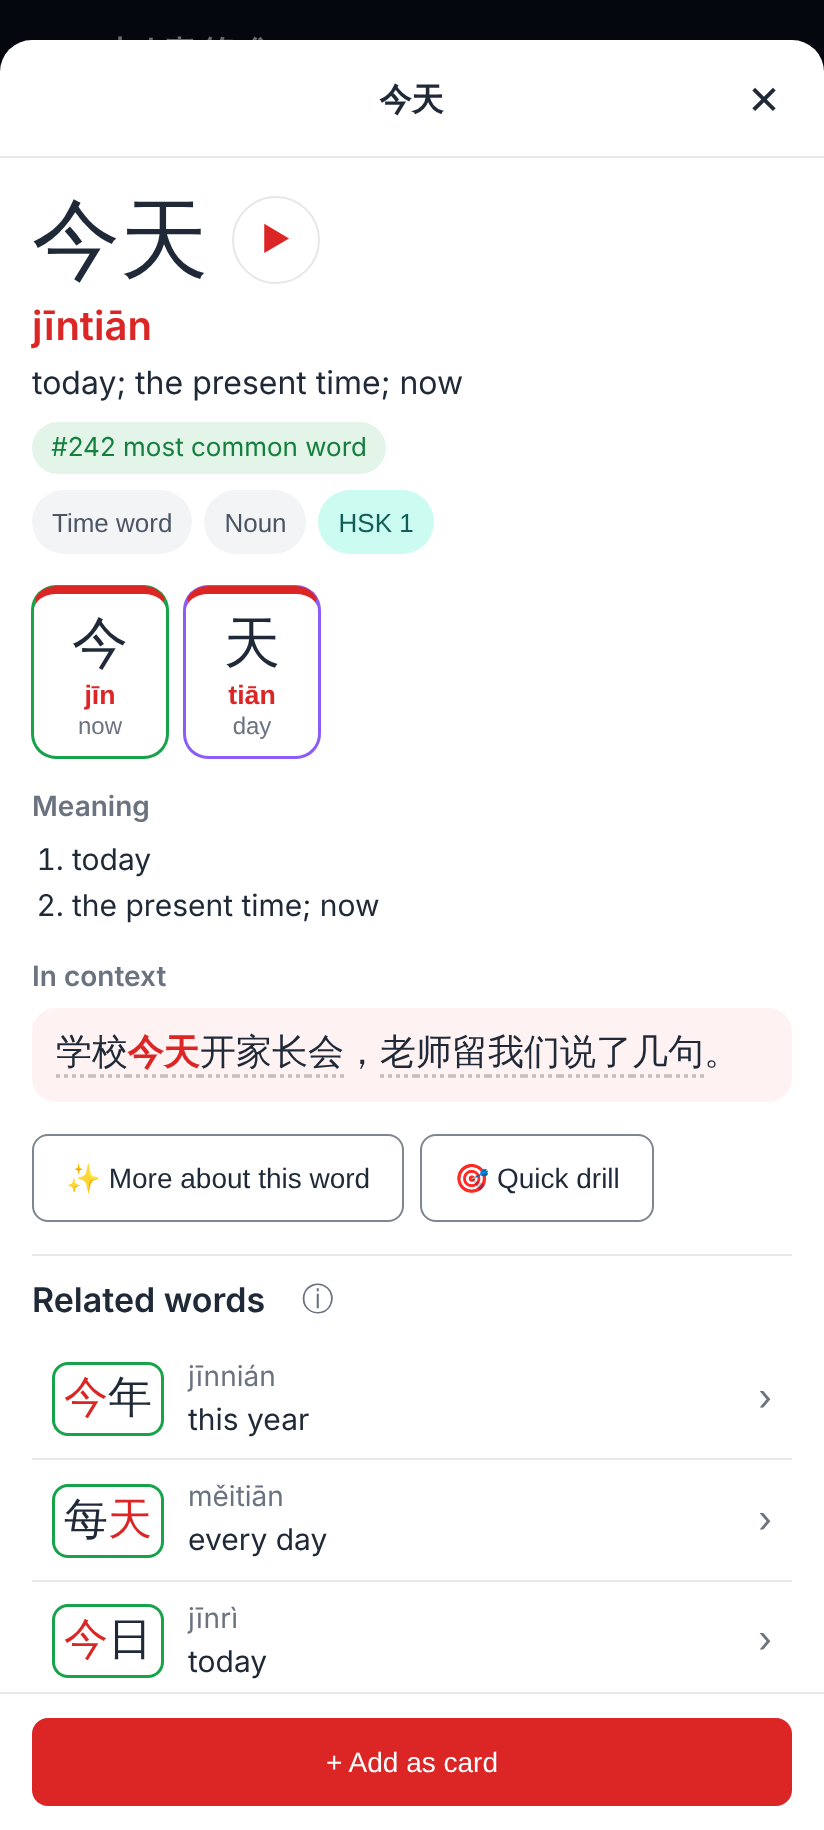 今天
✕
今天
jīntiān
today; the present time; now
#242 most common word
Time word Noun HSK 1
今 天
jīn tiān
now day
Meaning
1. today
2. the present time; now
In context
学校今天开家长会，老师留我们说了几句。
✨ More about this word 🎯 Quick drill
Related words ⓘ
今年 jīnnián
this year ›
每天 měitiān
every day ›
今日 jīnrì
today ›
+ Add as card